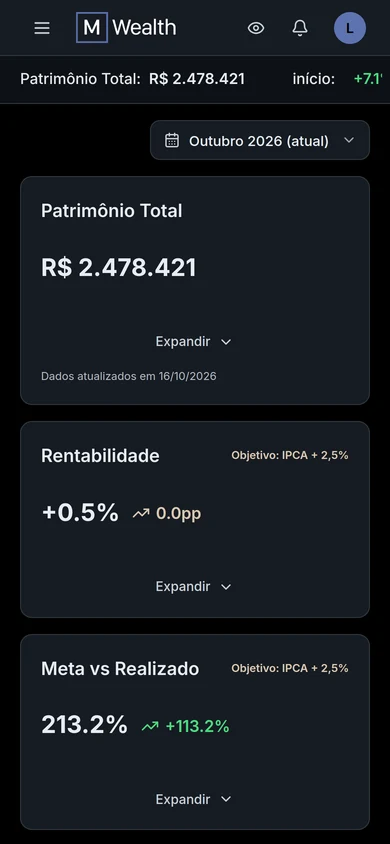 M Wealth
L
Patrimônio Total: R$ 2.478.421 início: +7.1
Outubro 2026 (atual)
Patrimônio Total
R$ 2.478.421
Expandir
Dados atualizados em 16/10/2026
Rentabilidade Objetivo: IPCA + 2,5%
+0.5% 0.0pp
Expandir
Meta vs Realizado Objetivo: IPCA + 2,5%
213.2% +113.2%
Expandir